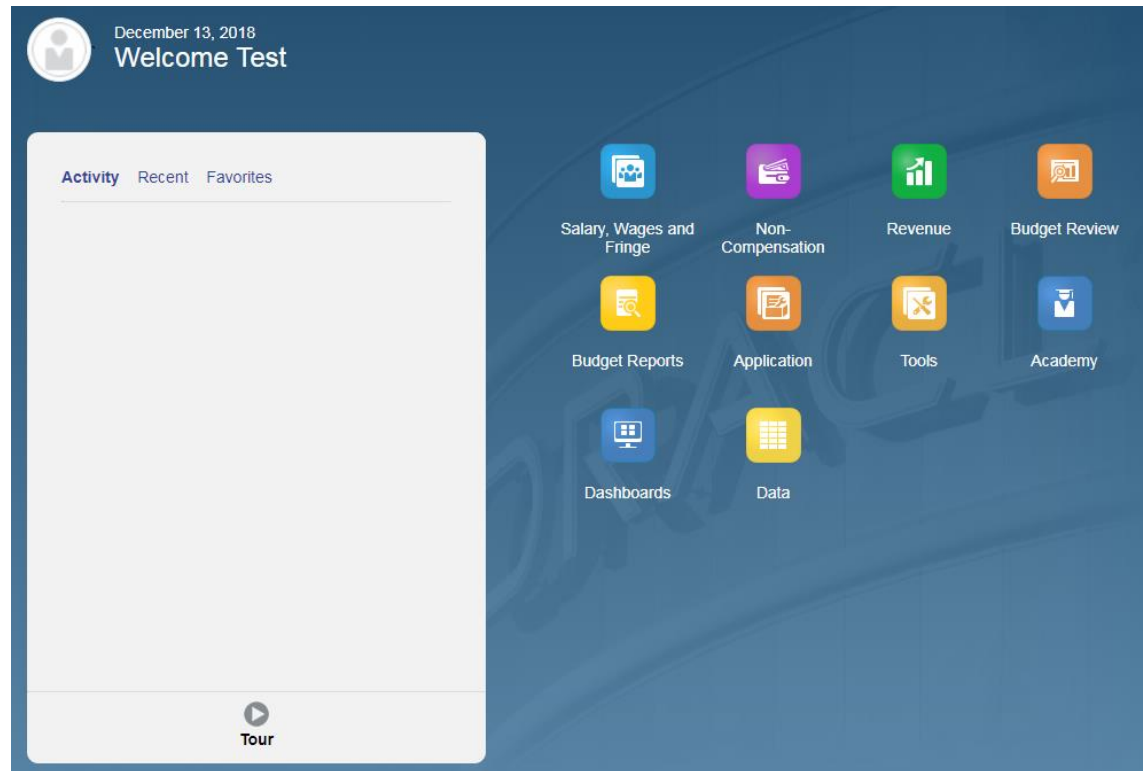 December 13, 2018
Welcome Test
Activity Recent Favorites
Salary, Wages and
Fringe
Non-
Compensation
Revenue
Budget Review
Budget Reports
Application
Tools
Academy
Dashboards
Data
Tour
ORACL